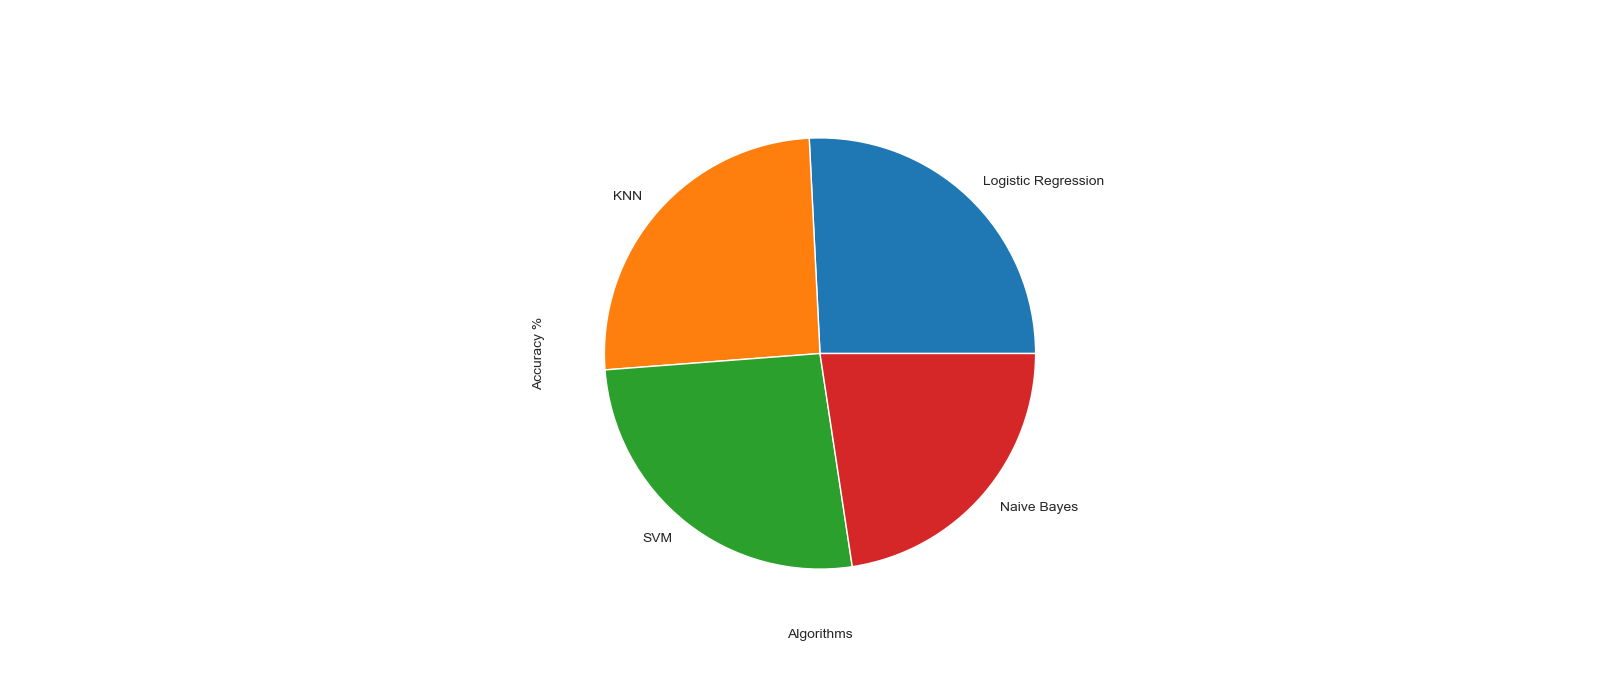 Logistic Regression
KNN
Accuracy %
Naive Bayes
SVM
Algorithms